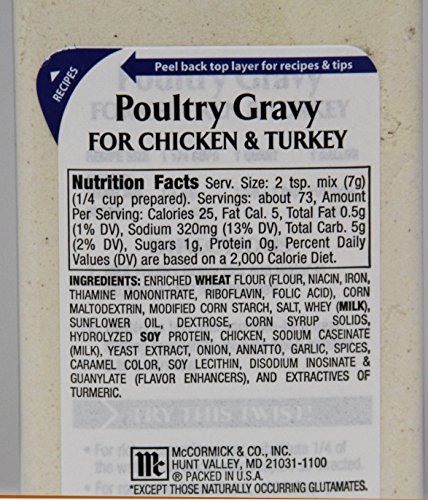 Peel back top layer for recipes & tips
RECIPES
Poultry Gravy
FOR CHICKEN & TURKEY
Nutrition Facts Serv. Size: 2 tsp. mix (7g)
(1/4 cup prepared). Servings: about 73, Amount
Per Serving: Calories 25, Fat Cal. 5, Total Fat 0.5g
(1% DV), Sodium 320mg (13% DV), Total Carb. 5g
(2% DV), Sugars 1g, Protein 0g. Percent Daily
Values (DV) are based on a 2,000 Calorie Diet.
INGREDIENTS: ENRICHED WHEAT FLOUR (FLOUR, NIACIN, IRON,
THIAMINE MONONITRATE, RIBOFLAVIN, FOLIC ACID), CORN
MALTODEXTRIN, MODIFIED CORN STARCH, SALT, WHEY (MILK),
SUNFLOWER OIL, DEXTROSE, CORN SYRUP SOLIDS,
HYDROLYZED SOY PROTEIN, CHICKEN, SODIUM CASEINATE
(MILK), YEAST EXTRACT, ONION, ANNATTO, GARLIC, SPICES,
CARAMEL COLOR, SOY LECITHIN, DISODIUM INOSINATE &
GUANYLATE (FLAVOR ENHANCERS), AND EXTRACTIVES OF
TURMERIC.
TRY THIS TWIST!
Mc
McCORMICK & CO., INC.
HUNT VALLEY, MD 21031-1100
® PACKED IN U.S.A.
*EXCEPT THOSE NATURALLY OCCURRING GLUTAMATES.